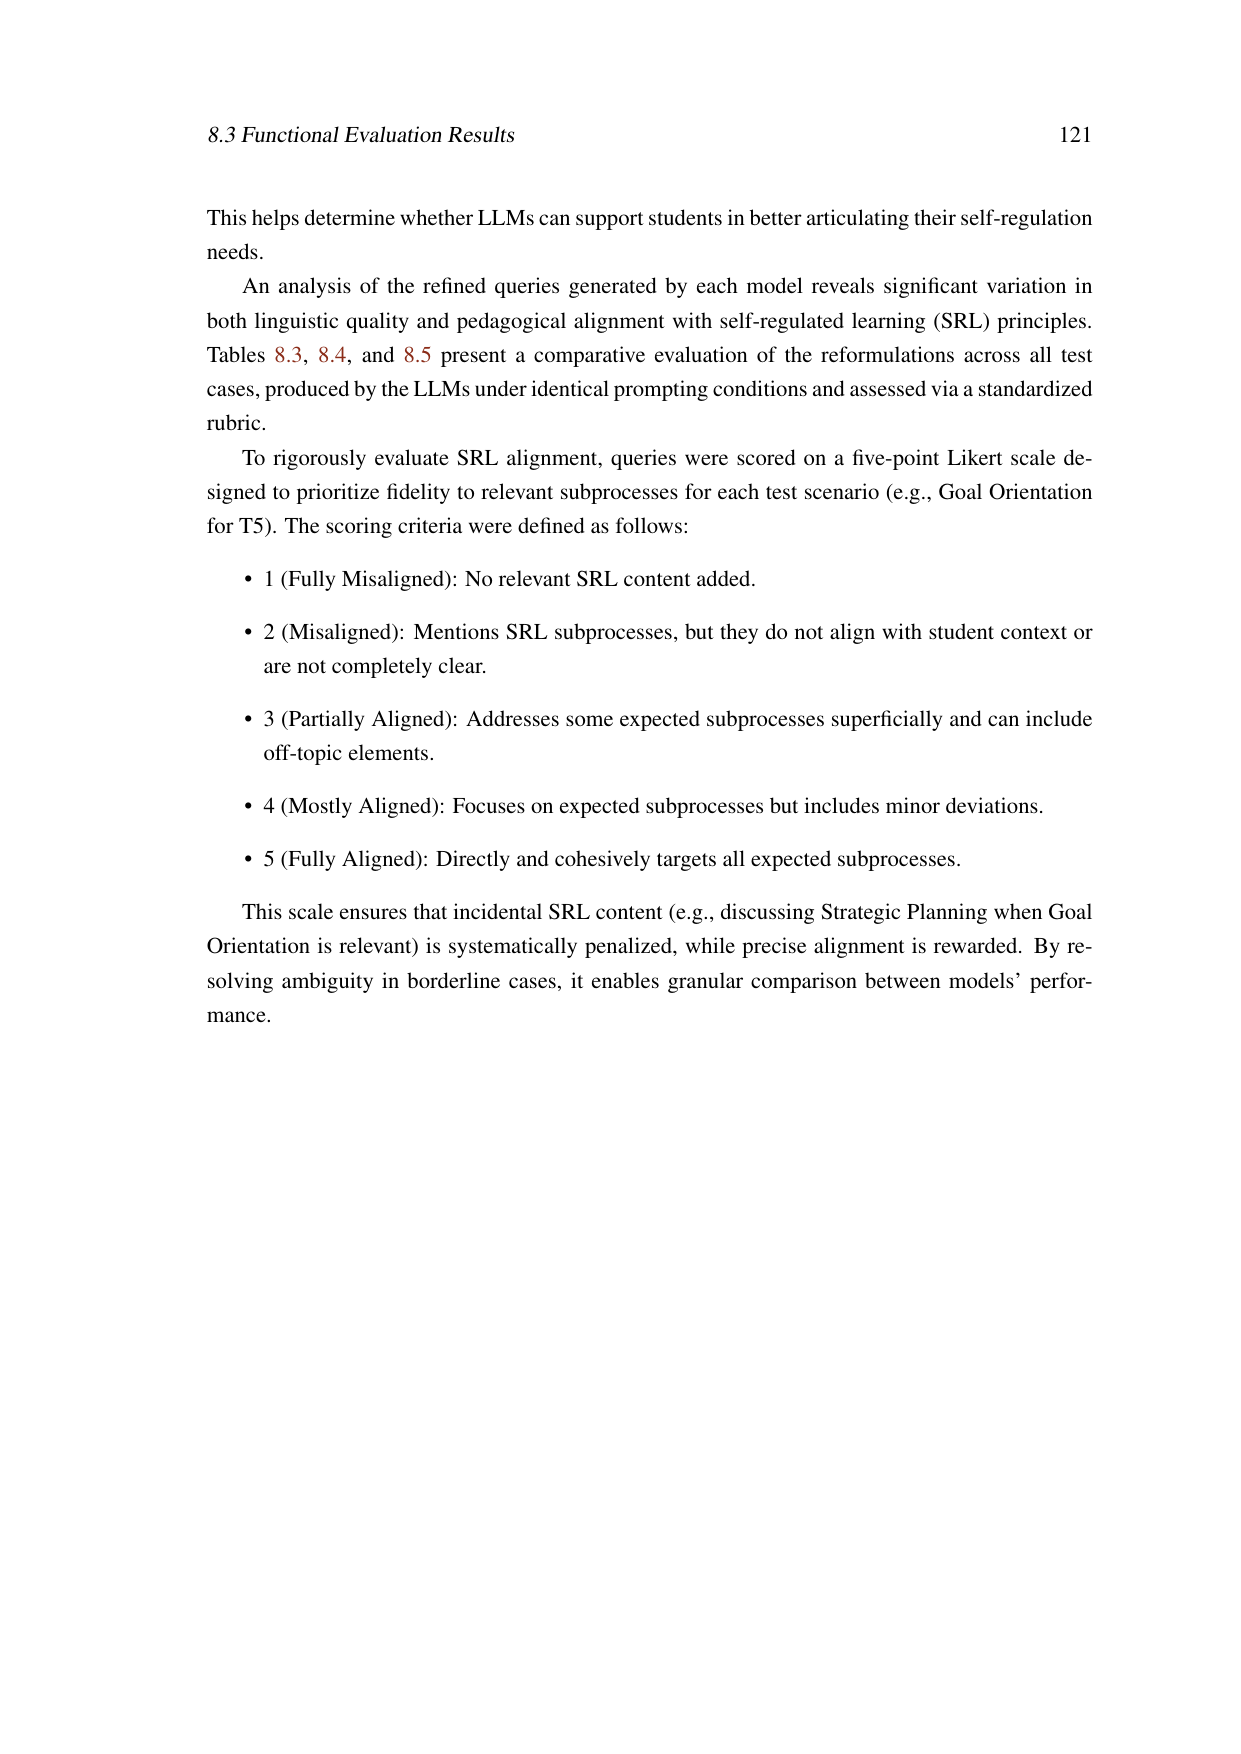 8.3 Functional Evaluation Results 121
This helps determine whether LLMs can support students in better articulating their self-regulation
needs.
An analysis of the refined queries generated by each model reveals significant variation in
both linguistic quality and pedagogical alignment with self-regulated learning (SRL) principles.
Tables 8.3, 8.4, and 8.5 present a comparative evaluation of the reformulations across all test
cases, produced by the LLMs under identical prompting conditions and assessed via a standardized
rubric.
To rigorously evaluate SRL alignment, queries were scored on a five-point Likert scale de-
signed to prioritize fidelity to relevant subprocesses for each test scenario (e.g., Goal Orientation
for T5). The scoring criteria were defined as follows:
• 1 (Fully Misaligned): No relevant SRL content added.
• 2 (Misaligned): Mentions SRL subprocesses, but they do not align with student context or
are not completely clear.
• 3 (Partially Aligned): Addresses some expected subprocesses superficially and can include
off-topic elements.
• 4 (Mostly Aligned): Focuses on expected subprocesses but includes minor deviations.
• 5 (Fully Aligned): Directly and cohesively targets all expected subprocesses.
This scale ensures that incidental SRL content (e.g., discussing Strategic Planning when Goal
Orientation is relevant) is systematically penalized, while precise alignment is rewarded. By re-
solving ambiguity in borderline cases, it enables granular comparison between models’ perfor-
mance.